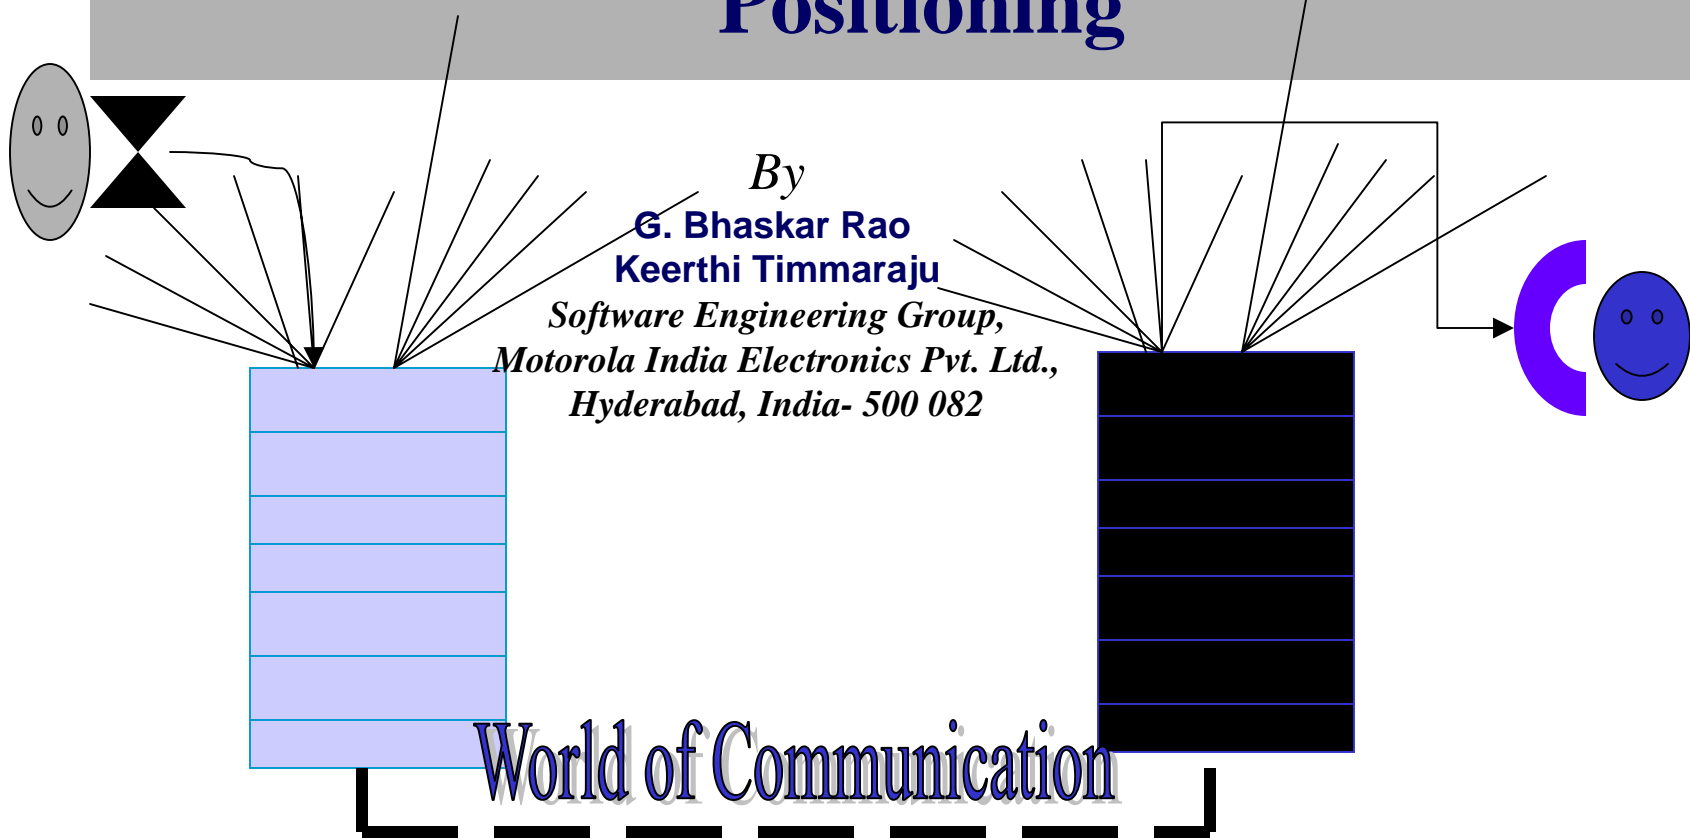 Positioning
By
G. Bhaskar Rao
Keerthi Timmaraju
Software Engineering Group,
Motorola India Electronics Pvt. Ltd.,
Hyderabad, India- 500 082
World of Communication